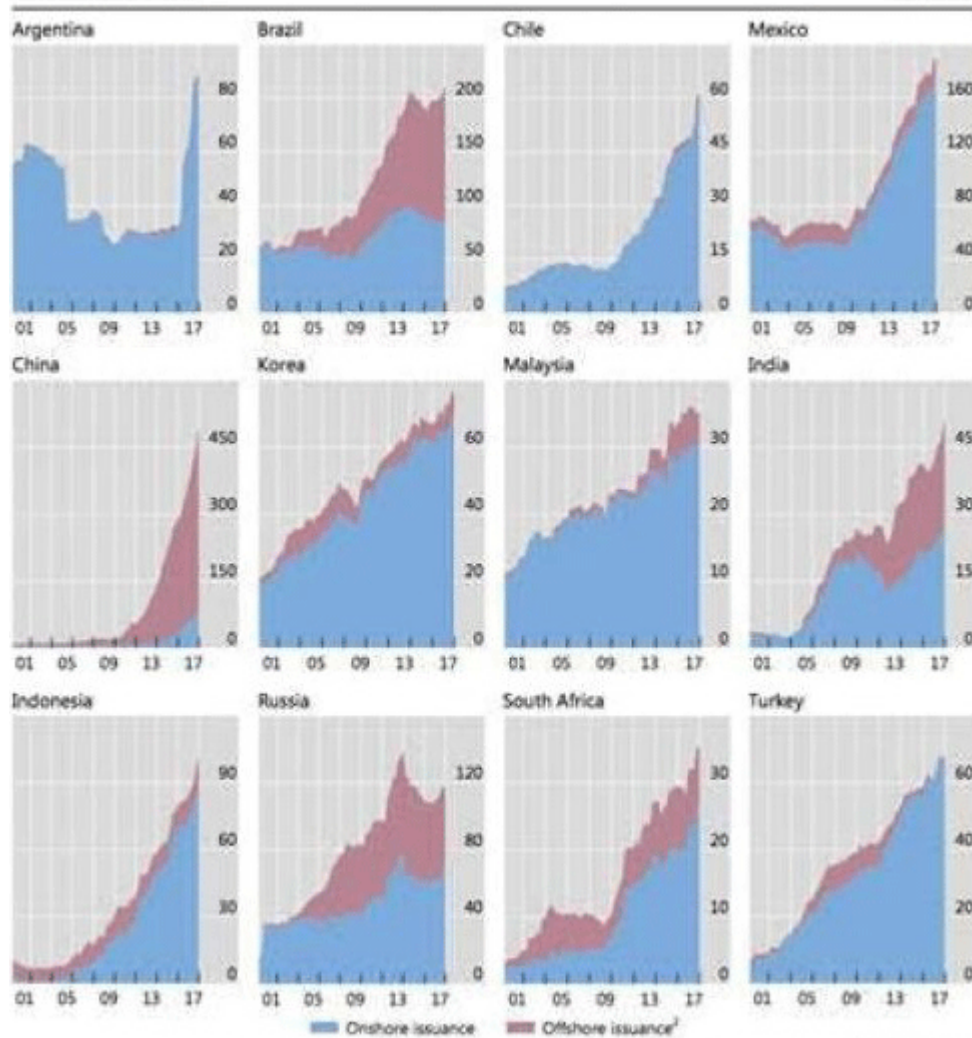 Argentina Brazil Chile Mexico
80 200 60 160
60 150 45 120
40 100 30 80
20 50 15 40
0 0 0 0
01 05 09 13 17 01 05 09 13 17 01 05 09 13 17 01 05 09 13 17
China Korea Malaysia India
450 60 30 45
300 40 20 30
150 20 10 15
0 0 0 0
01 05 09 13 17 01 05 09 13 17 01 05 09 13 17 01 05 09 13 17
Indonesia Russia South Africa Turkey
90 120 30 60
60 80 20 40
30 40 10 20
0 0 0 0
01 05 09 13 17 01 05 09 13 17 01 05 09 13 17 01 05 09 13 17
Onshore issuance Offshore issuance²